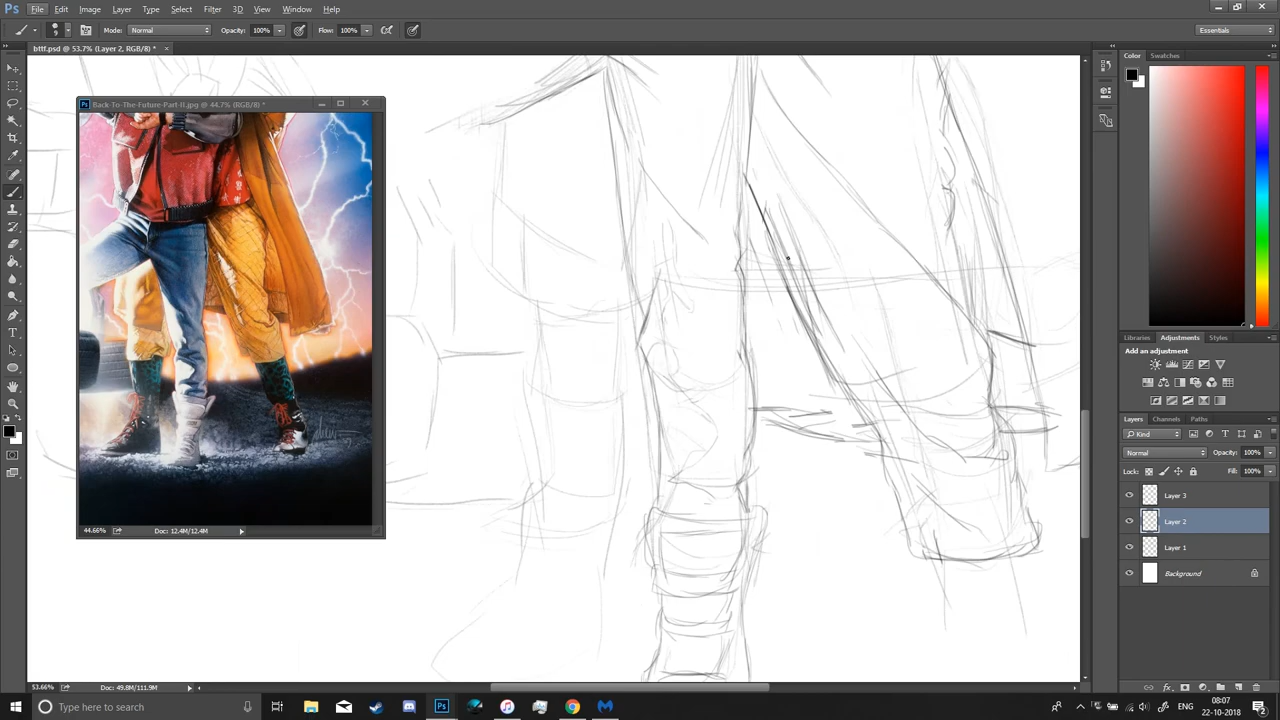 Ps File Edit Image Layer Type Select Filter 3D View Window Help
Mode: Normal Opacity: 100% Flow: 100% Essentials
bttf.psd @ 53.7% (Layer 2, RGB/8) * ×
Ps Back-To-The-Future-Part-II.jpg @ 44.7% (RGB/8) *
44.66% Doc: 12.4M/12.4M
Color Swatches
Libraries Adjustments Styles
Add an adjustment
Layers Channels Paths
Kind
Normal Opacity: 100%
Lock: Fill: 100%
Layer 3
Layer 2
Layer 1
Background
53.66% Doc: 49.8M/111.9M
Type here to search
Ps
ENG
08:07
22-10-2018